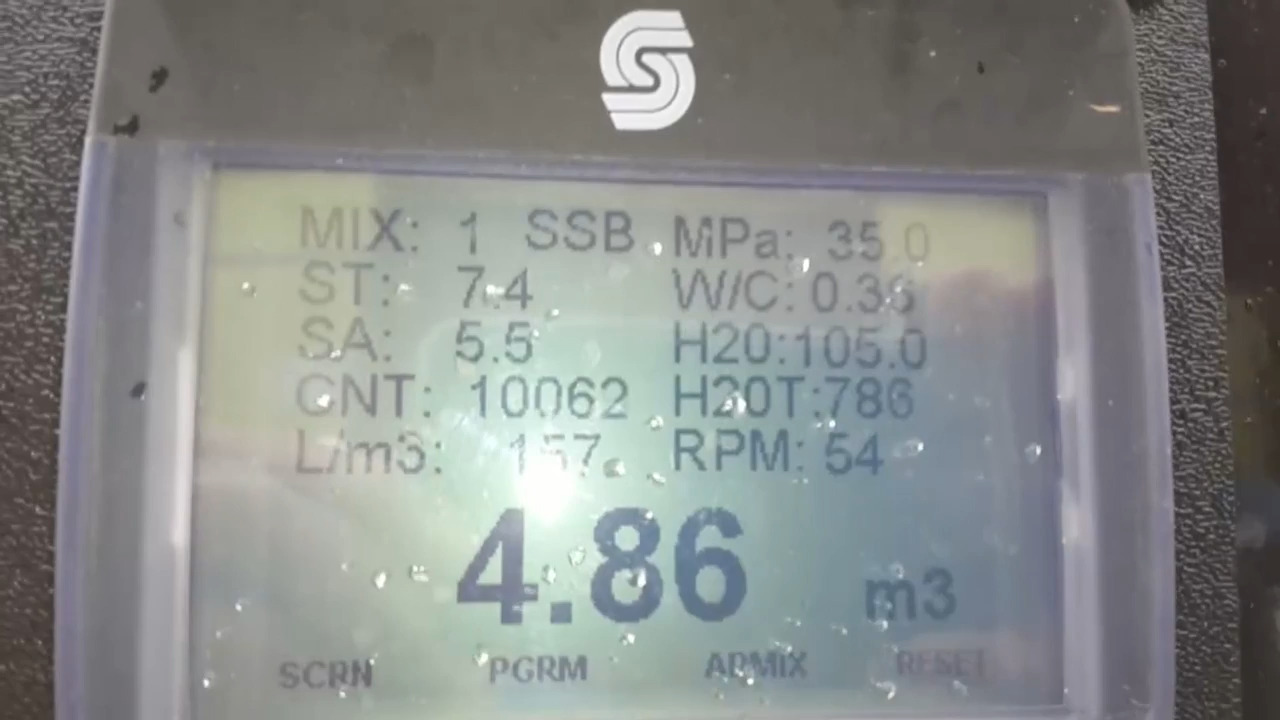 MIX: 1 SSB MPa: 35.0
ST: 7.4 W/C: 0.36
SA: 5.5 H20:105.0
CNT: 10062 H20T:786
L/m3: 157 RPM: 54
4.86 m3
SCRN PGRM ADMIX RESET